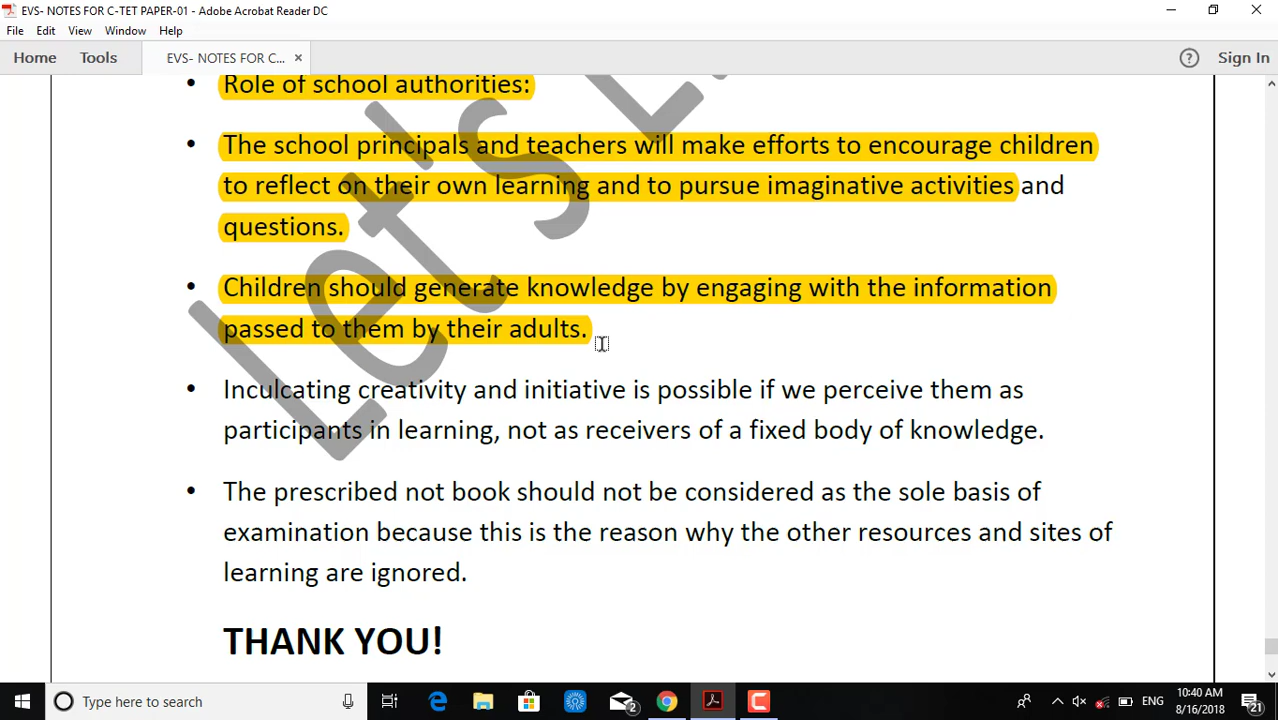 EVS- NOTES FOR C-TET PAPER-01 - Adobe Acrobat Reader DC
File Edit View Window Help
Home Tools EVS- NOTES FOR C... × Sign In
• Role of school authorities:
• The school principals and teachers will make efforts to encourage children
to reflect on their own learning and to pursue imaginative activities and
questions.
• Children should generate knowledge by engaging with the information
passed to them by their adults.
• Inculcating creativity and initiative is possible if we perceive them as
participants in learning, not as receivers of a fixed body of knowledge.
• The prescribed not book should not be considered as the sole basis of
examination because this is the reason why the other resources and sites of
learning are ignored.
THANK YOU!
Let's
Type here to search
2
ENG
10:40 AM
8/16/2018
21